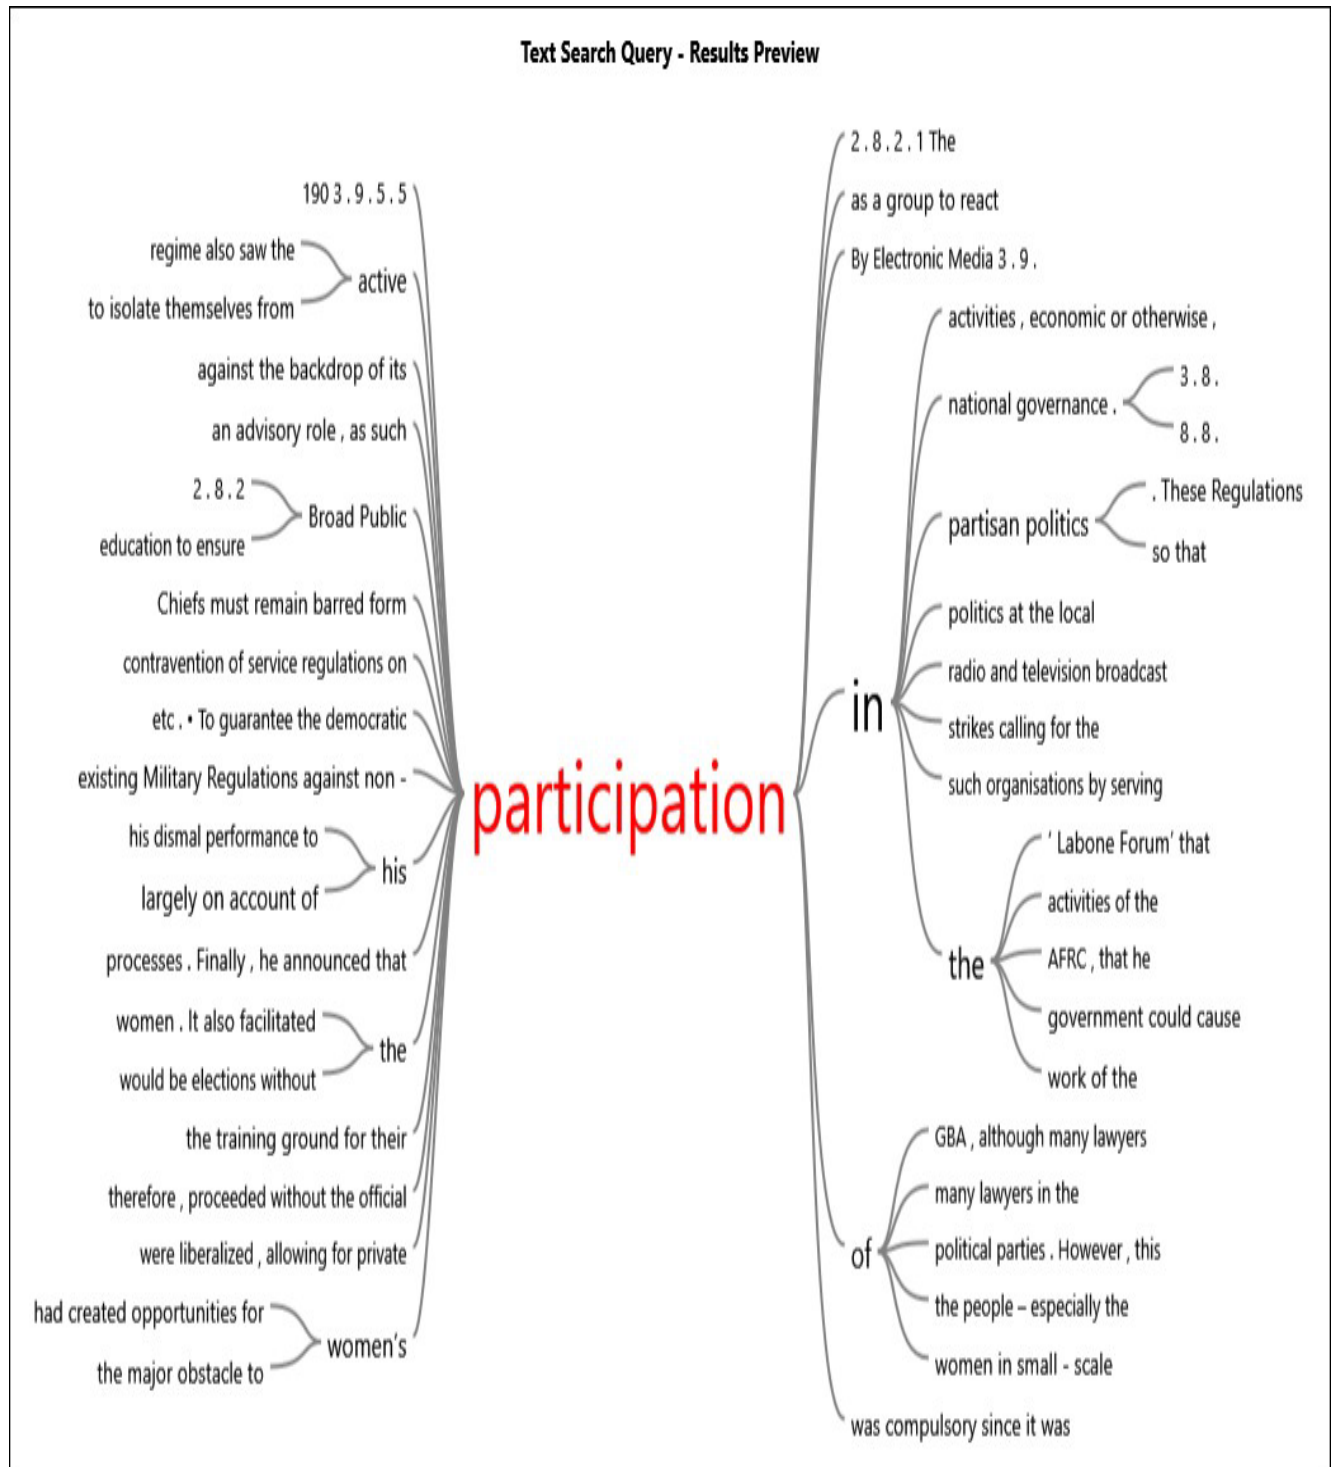 Text Search Query - Results Preview
190 3 . 9 . 5 . 5
regime also saw the
to isolate themselves from
active
against the backdrop of its
an advisory role , as such
2 . 8 . 2
education to ensure
Broad Public
Chiefs must remain barred form
contravention of service regulations on
etc . • To guarantee the democratic
existing Military Regulations against non -
his dismal performance to
largely on account of
his
processes . Finally , he announced that
women . It also facilitated
would be elections without
the
the training ground for their
therefore , proceeded without the official
were liberalized , allowing for private
had created opportunities for
the major obstacle to
women's
participation
2 . 8 . 2 . 1 The
as a group to react
By Electronic Media 3 . 9 .
in
activities , economic or otherwise ,
national governance .
3 . 8 .
8 . 8 .
partisan politics
. These Regulations
so that
politics at the local
radio and television broadcast
strikes calling for the
such organisations by serving
the
' Labone Forum' that
activities of the
AFRC , that he
government could cause
work of the
of
GBA , although many lawyers
many lawyers in the
political parties . However , this
the people – especially the
women in small - scale
was compulsory since it was